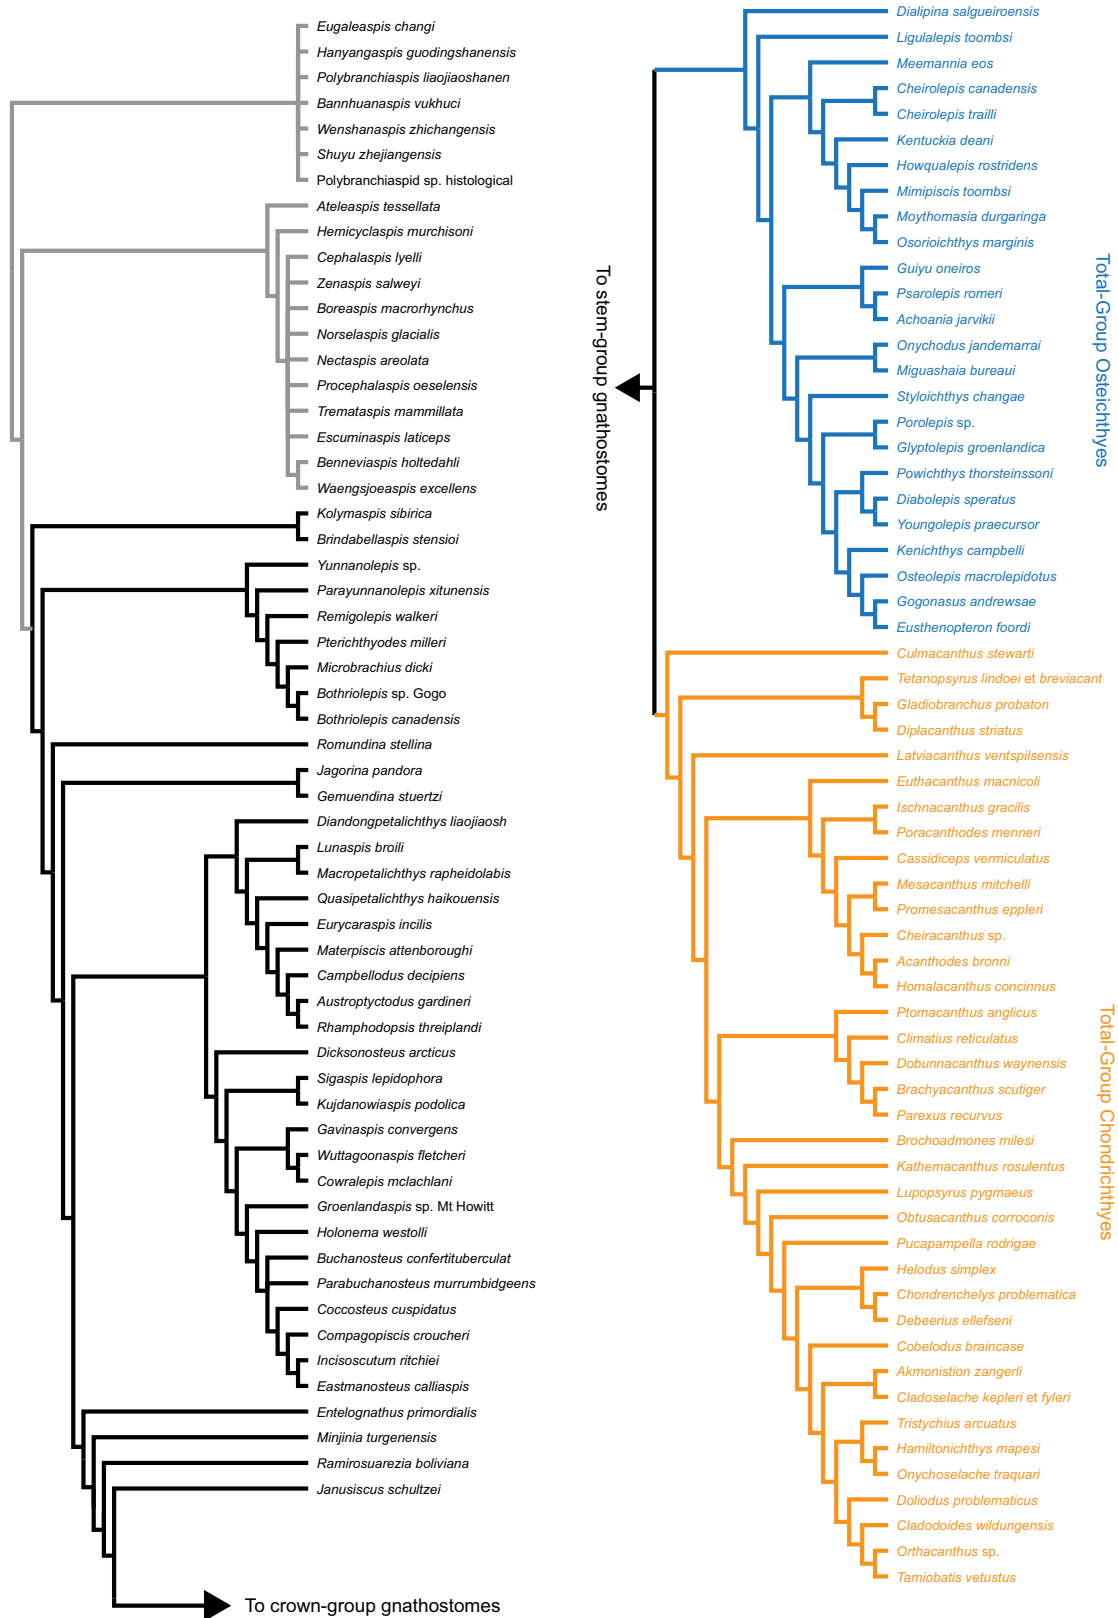 Eugaleaspis changi
Hanyangaspis guodingshanensis
Polybranchiaspis liaojiaoshanen
Bannhuanaspis vukhuci
Wenshanaspis zhichangensis
Shuyu zhejiangensis
Polybranchiaspid sp. histological
Ateleaspis tessellata
Hemicyclaspis murchisoni
Cephalaspis lyelli
Zenaspis salweyi
Boreaspis macrorhynchus
Norselaspis glacialis
Nectaspis areolata
Procephalaspis oeselensis
Tremataspis mammillata
Escuminaspis laticeps
Benneviaspis holtedahli
Waengsjoeaspis excellens
Kolymaspis sibirica
Brindabellaspis stensioi
Yunnanolepis sp.
Parayunnanolepis xitunensis
Remigolepis walkeri
Pterichthyodes milleri
Microbrachius dicki
Bothriolepis sp. Gogo
Bothriolepis canadensis
Romundina stellina
Jagorina pandora
Gemuendina stuertzi
Diandongpetalichthys liaojiaosh
Lunaspis broili
Macropetalichthys rapheidolabis
Quasipetalichthys haikouensis
Eurycaraspis incilis
Materpiscis attenboroughi
Campbellodus decipiens
Austroptyctodus gardineri
Rhamphodopsis threiplandi
Dicksonosteus arcticus
Sigaspis lepidophora
Kujdanowiaspis podolica
Gavinaspis convergens
Wuttagoonaspis fletcheri
Cowralepis mclachlani
Groenlandaspis sp. Mt Howitt
Holonema westolli
Buchanosteus confertituberculat
Parabuchanosteus murrumbidgeens
Coccosteus cuspidatus
Compagopiscis croucheri
Incisoscutum ritchiei
Eastmanosteus calliaspis
Entelognathus primordialis
Minjinia turgenensis
Ramirosuarezia boliviana
Janusiscus schultzei
To crown-group gnathostomes
To stem-group gnathostomes
Dialipina salgueiroensis
Ligulalepis toombsi
Meemannia eos
Cheirolepis canadensis
Cheirolepis trailli
Kentuckia deani
Howqualepis rostridens
Mimipiscis toombsi
Moythomasia durgaringa
Osorioichthys marginis
Guiyu oneiros
Psarolepis romeri
Achoania jarvikii
Onychodus jandemarrai
Miguashaia bureaui
Styloichthys changae
Porolepis sp.
Glyptolepis groenlandica
Powichthys thorsteinssoni
Diabolepis speratus
Youngolepis praecursor
Kenichthys campbelli
Osteolepis macrolepidotus
Gogonasus andrewsae
Eusthenopteron foordi
Total-Group Osteichthyes
Culmacanthus stewarti
Tetanopsyrus lindoei et breviacant
Gladiobranchus probaton
Diplacanthus striatus
Latviacanthus ventspilsensis
Euthacanthus macnicoli
Ischnacanthus gracilis
Poracanthodes menneri
Cassidiceps vermiculatus
Mesacanthus mitchelli
Promesacanthus eppleri
Cheiracanthus sp.
Acanthodes bronni
Homalacanthus concinnus
Ptomacanthus anglicus
Climatius reticulatus
Dobunnacanthus waynensis
Brachyacanthus scutiger
Parexus recurvus
Brochoadmones milesi
Kathemacanthus rosulentus
Lupopsyrus pygmaeus
Obtusacanthus corroconis
Pucapampella rodrigae
Helodus simplex
Chondrenchelys problematica
Debeerius ellefseni
Cobelodus braincase
Akmonistion zangerli
Cladoselache kepleri et fyleri
Tristychius arcuatus
Hamiltonichthys mapesi
Onychoselache traquari
Doliodus problematicus
Cladodoides wildungensis
Orthacanthus sp.
Tamiobatis vetustus
Total-Group Chondrichthyes